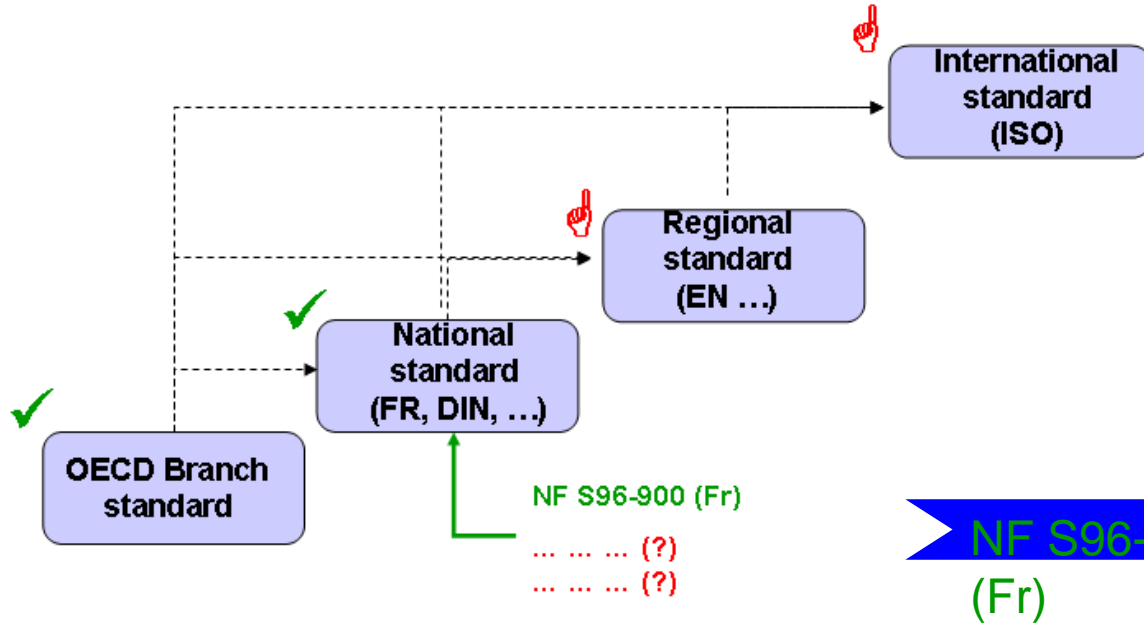 International
standard
(ISO)
Regional
standard
(EN ...)
National
standard
(FR, DIN, ...)
OECD Branch
standard
NF S96-900 (Fr)
... ... ... (?)
... ... ... (?)
NF S96-
(Fr)